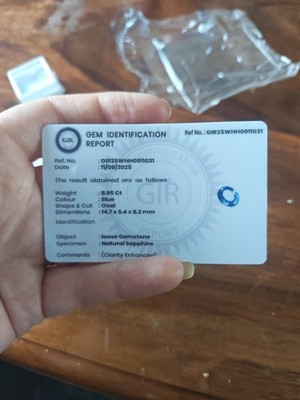 GIR
GEM IDENTIFICATION
REPORT
Ref No. : GIR25WHH0911031
Ref. No. : GIR25WHH0911031
Date : 11/09/2025
The result obtained are as follows :
Weight : 8.95 Ct
Colour : Blue
Shape & Cut : Oval
Dimentions : 14.7 x 9.4 x 5.2 mm
Identification
Object : loose Gemstone
Specimen : Natural Sapphire
Comments : (Clarity Enhanced)
GIR